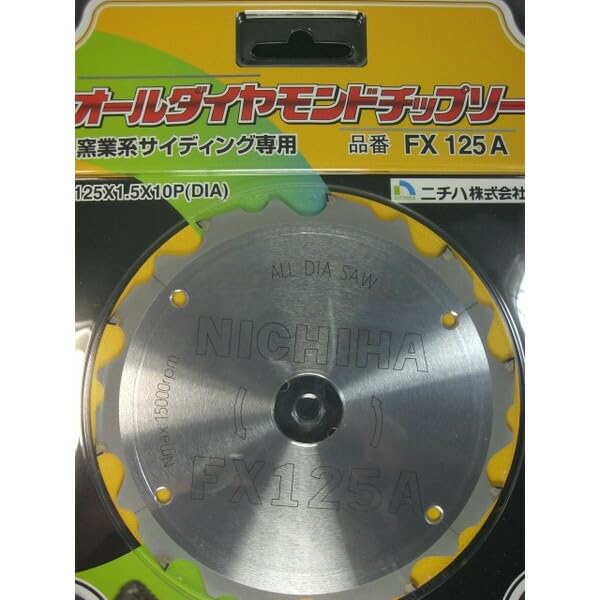 オールダイヤモンドチップソー
窯業系サイディング専用
品番 FX 125 A
125X1.5X10P(DIA)
NICHIHA
ニチハ株式会社
ALL DIA SAW
NICHIHA
Nmax 15000rpm
FX125A